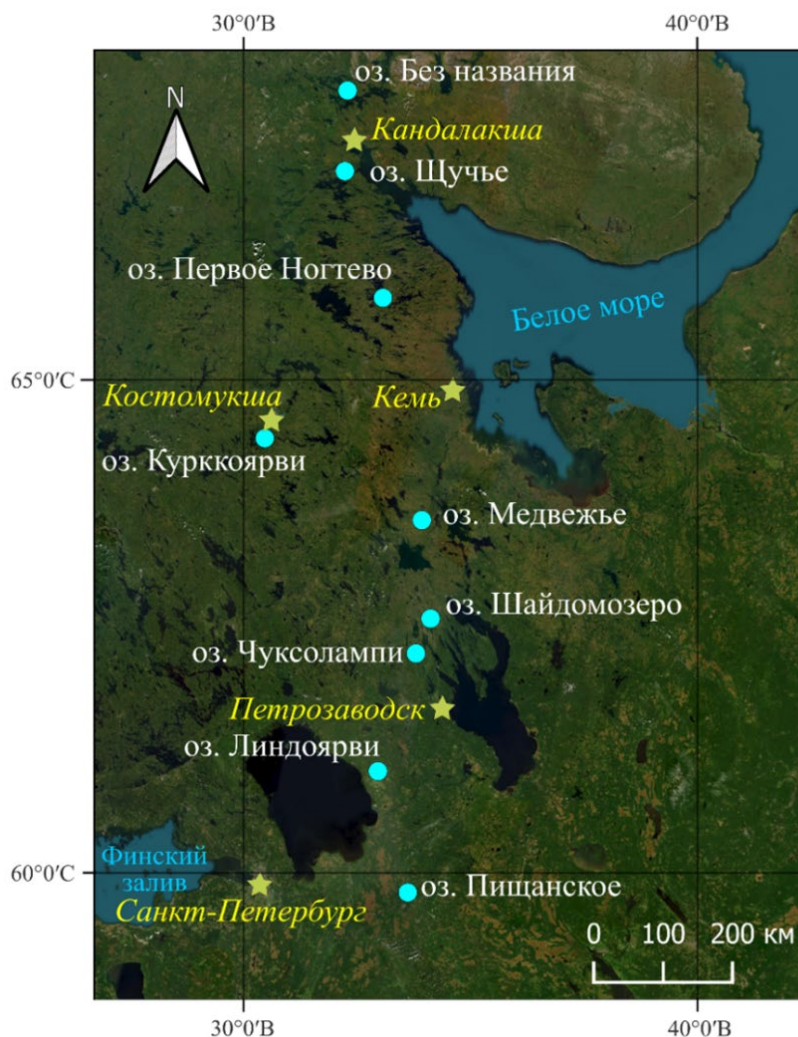 30°0′В 40°0′В
оз. Без названия
N
Кандалакша
оз. Щучье
оз. Первое Ногтево
Белое море
65°0′С
Костомукша
Кемь
оз. Курккоярви
оз. Медвежье
оз. Шайдомозеро
оз. Чуксолампи
Петрозаводск
оз. Линдоярви
Финский
залив
60°0′С
оз. Пищанское
Санкт-Петербург
0 100 200 км
30°0′В 40°0′В